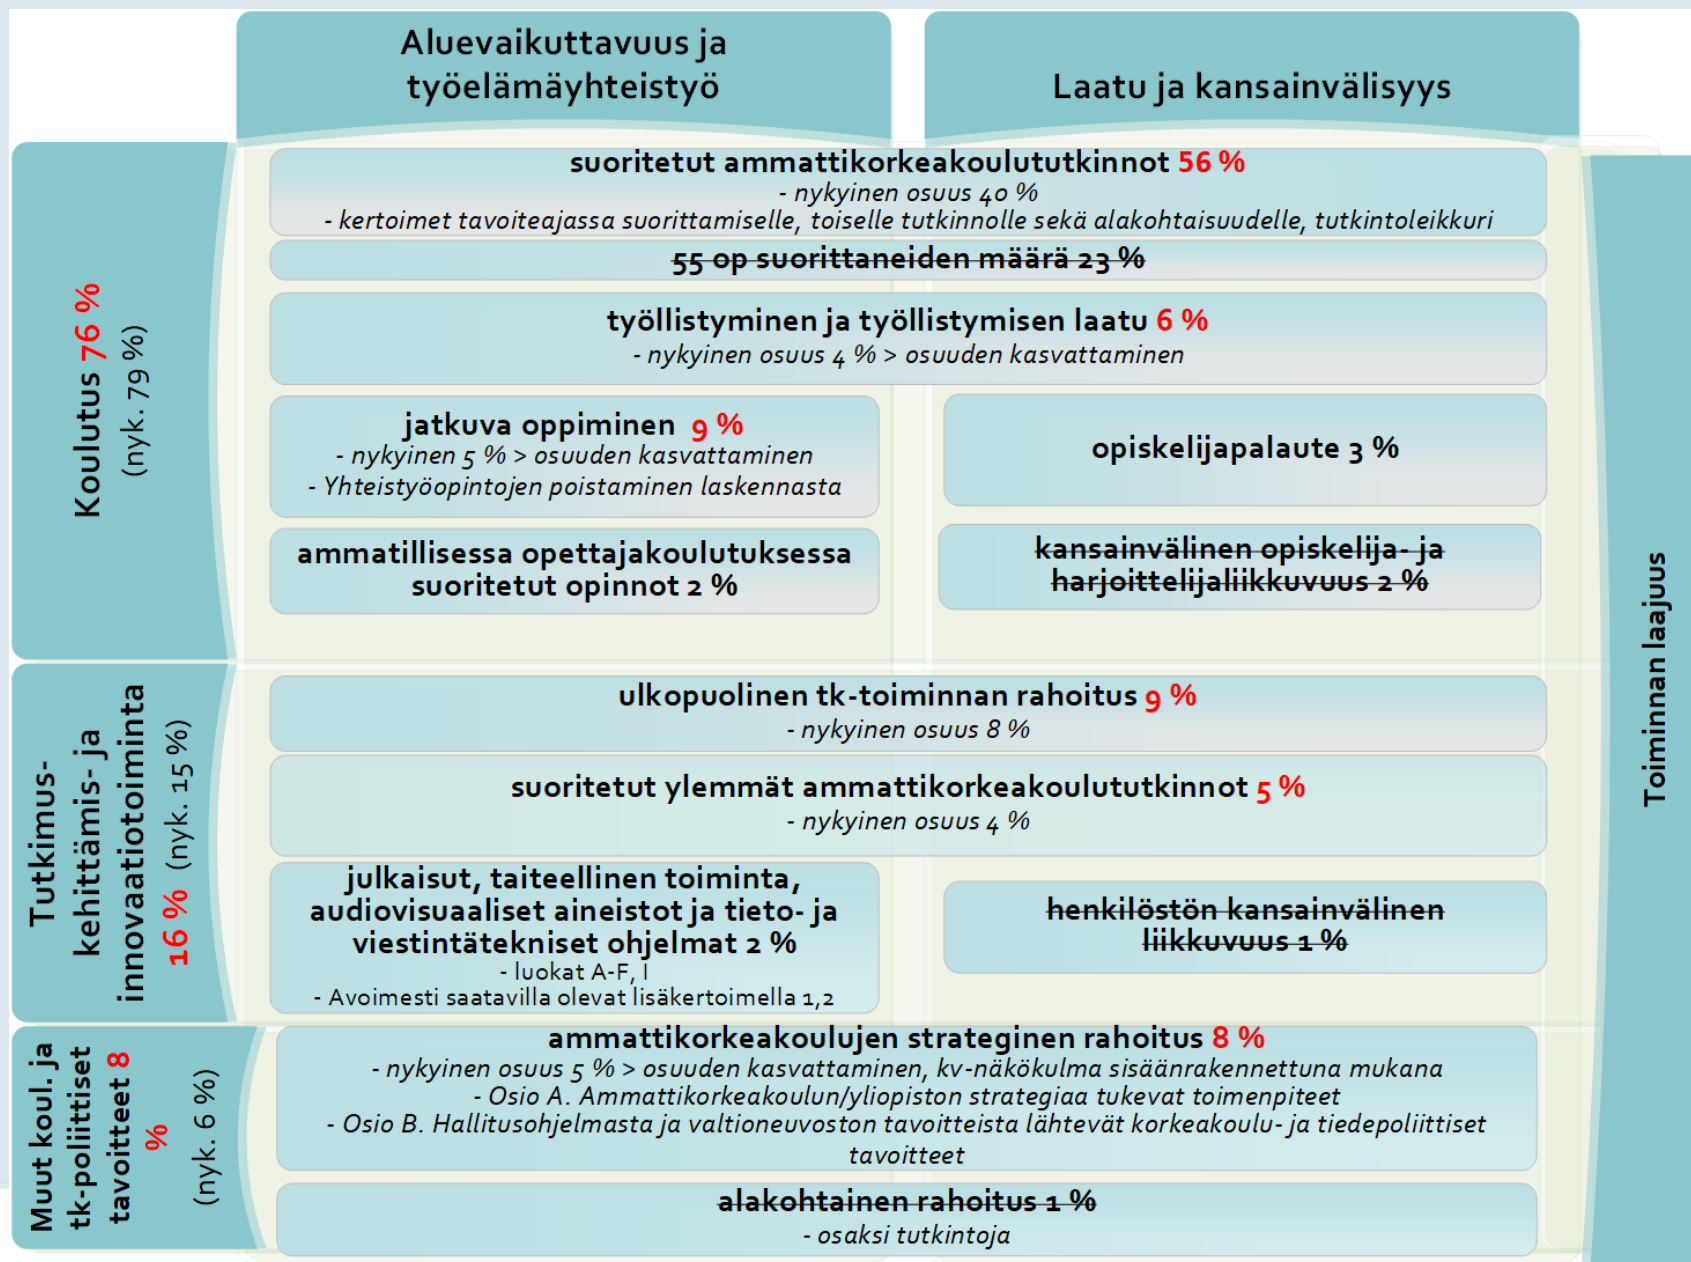 Aluevaikuttavuus ja
työelämäyhteistyö
Laatu ja kansainvälisyys
Koulutus 76 %
(nyk. 79 %)
suoritetut ammattikorkeakoulututkinnot 56 %
- nykyinen osuus 40 %
- kertoimet tavoiteajassa suorittamiselle, toiselle tutkinnolle sekä alakohtaisuudelle, tutkintoleikkuri
55 op suorittaneiden määrä 23 %
työllistyminen ja työllistymisen laatu 6 %
- nykyinen osuus 4 % > osuuden kasvattaminen
jatkuva oppiminen 9 %
- nykyinen 5 % > osuuden kasvattaminen
- Yhteistyöopintojen poistaminen laskennasta
opiskelijapalaute 3 %
ammatillisessa opettajakoulutuksessa
suoritetut opinnot 2 %
kansainvälinen opiskelija- ja
harjoittelijaliikkuvuus 2 %
Tutkimus-
kehittämis- ja
innovaatiotoiminta
16 % (nyk. 15 %)
ulkopuolinen tk-toiminnan rahoitus 9 %
- nykyinen osuus 8 %
suoritetut ylemmät ammattikorkeakoulututkinnot 5 %
- nykyinen osuus 4 %
julkaisut, taiteellinen toiminta,
audiovisuaaliset aineistot ja tieto- ja
viestintätekniset ohjelmat 2 %
- luokat A-F, I
- Avoimesti saatavilla olevat lisäkertoimella 1,2
henkilöstön kansainvälinen
liikkuvuus 1 %
Muut koul. ja
tk-poliittiset
tavoitteet 8
%
(nyk. 6 %)
ammattikorkeakoulujen strateginen rahoitus 8 %
- nykyinen osuus 5 % > osuuden kasvattaminen, kv-näkökulma sisäänrakennettuna mukana
- Osio A. Ammattikorkeakoulun/yliopiston strategiaa tukevat toimenpiteet
- Osio B. Hallitusohjelmasta ja valtioneuvoston tavoitteista lähtevät korkeakoulu- ja tiedepoliittiset
tavoitteet
alakohtainen rahoitus 1 %
- osaksi tutkintoja
Toiminnan laajuus